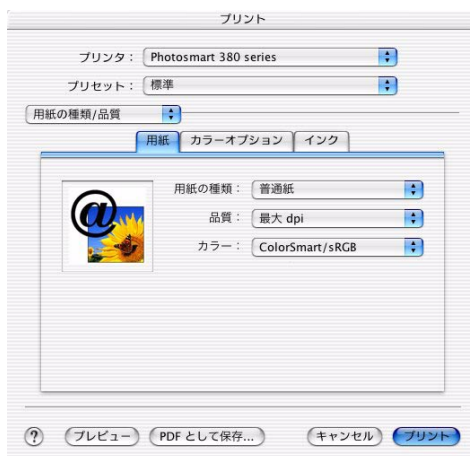 プリント
プリンタ： Photosmart 380 series
プリセット： 標準
用紙の種類/品質
用紙 カラーオプション インク
用紙の種類： 普通紙
品質： 最大 dpi
カラー： ColorSmart/sRGB
@
? プレビュー PDF として保存... キャンセル プリント